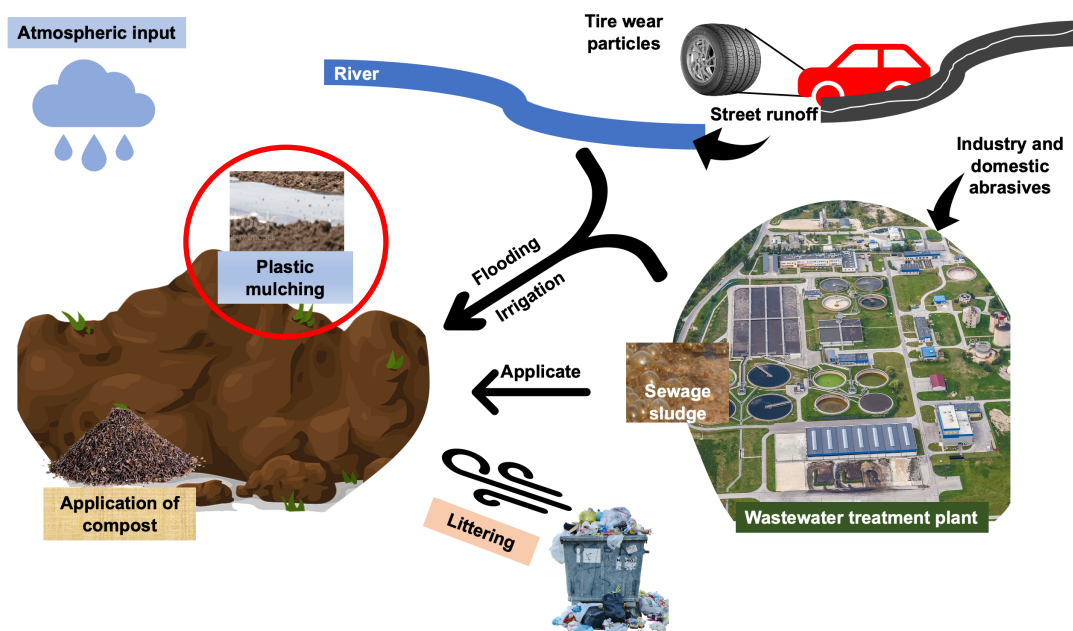 Atmospheric input
Tire wear
particles
River
Street runoff
Industry and
domestic
abrasives
Plastic
mulching
Flooding
Irrigation
Applicate
Sewage
sludge
Application of
compost
Littering
Wastewater treatment plant